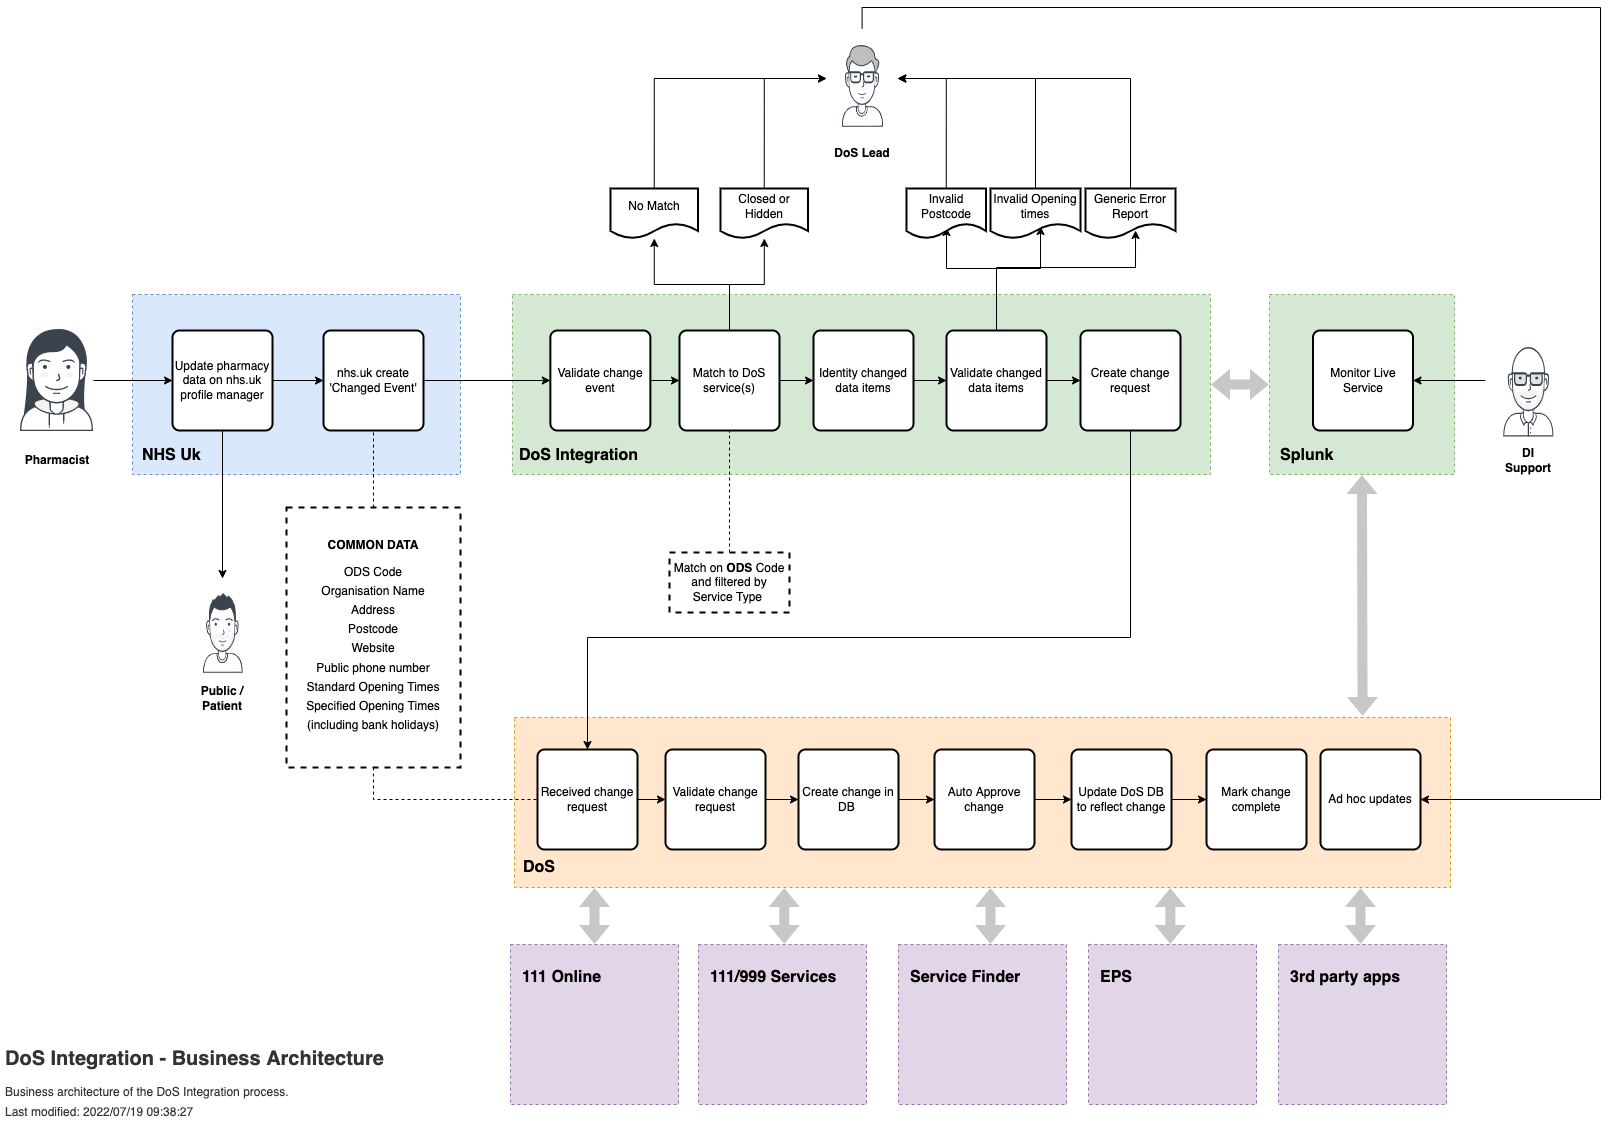 DoS Lead
No Match
Closed or
Hidden
Invalid
Postcode
Invalid Opening
times
Generic Error
Report
Pharmacist
Update pharmacy
data on nhs.uk
profile manager
nhs.uk create
'Changed Event'
NHS Uk
Validate change
event
Match to DoS
service(s)
Identity changed
data items
Validate changed
data items
Create change
request
DoS Integration
Monitor Live
Service
Splunk
DI
Support
COMMON DATA
ODS Code
Organisation Name
Address
Postcode
Website
Public phone number
Standard Opening Times
Specified Opening Times
(including bank holidays)
Match on ODS Code
and filtered by
Service Type
Public /
Patient
Received change
request
Validate change
request
Create change in
DB
Auto Approve
change
Update DoS DB
to reflect change
Mark change
complete
Ad hoc updates
DoS
111 Online
111/999 Services
Service Finder
EPS
3rd party apps
DoS Integration - Business Architecture
Business architecture of the DoS Integration process.
Last modified: 2022/07/19 09:38:27